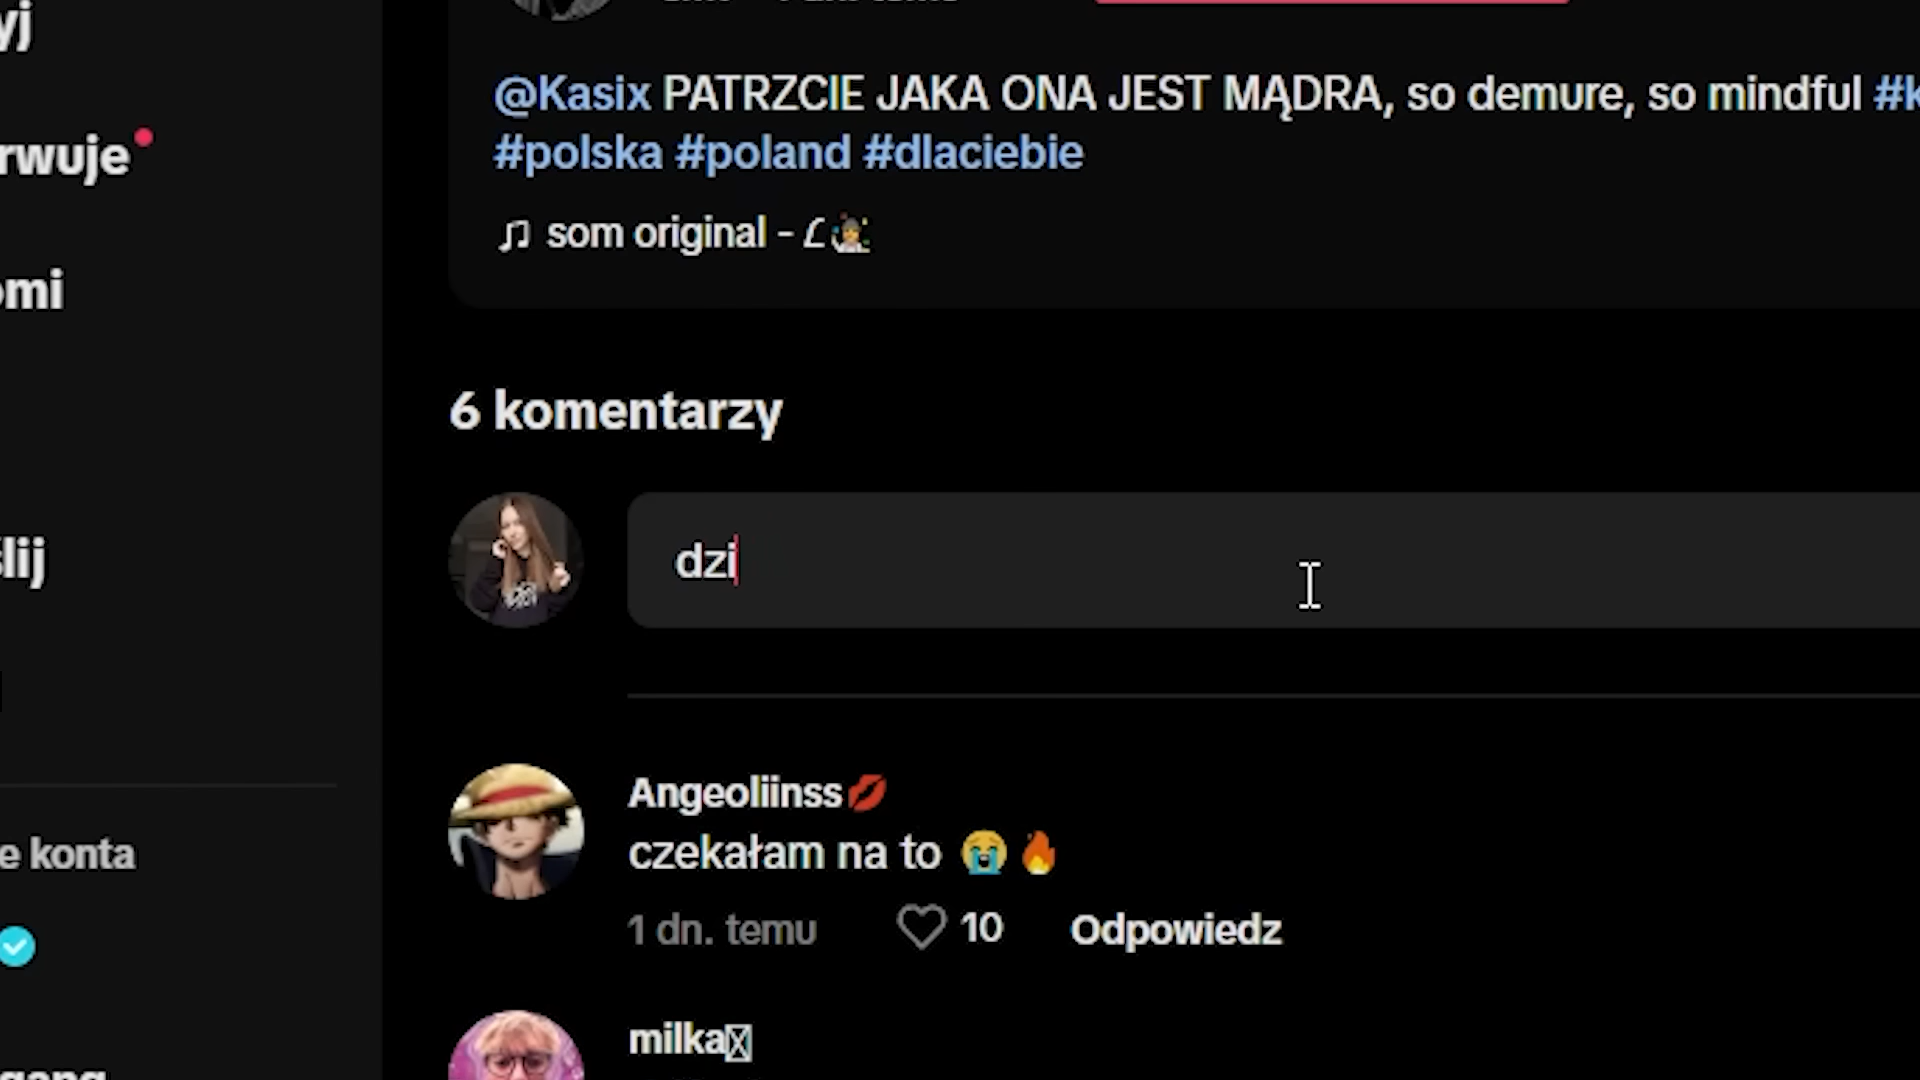 @Kasix PATRZCIE JAKA ONA JEST MĄDRA, so demure, so mindful
#polska #poland #dlaciebie
som original -
6 komentarzy
dzi
Angeoliinss
czekałam na to
1 dn. temu 10 Odpowiedz
milka
e konta